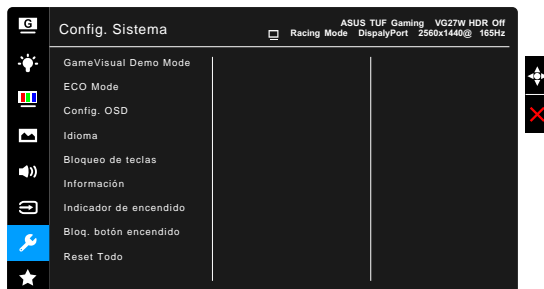 G
Config. Sistema
ASUS TUF Gaming VG27W HDR Off
Racing Mode DispalyPort 2560x1440@ 165Hz
GameVisual Demo Mode
ECO Mode
Config. OSD
Idioma
Bloqueo de teclas
Información
Indicador de encendido
Bloq. botón encendido
Reset Todo